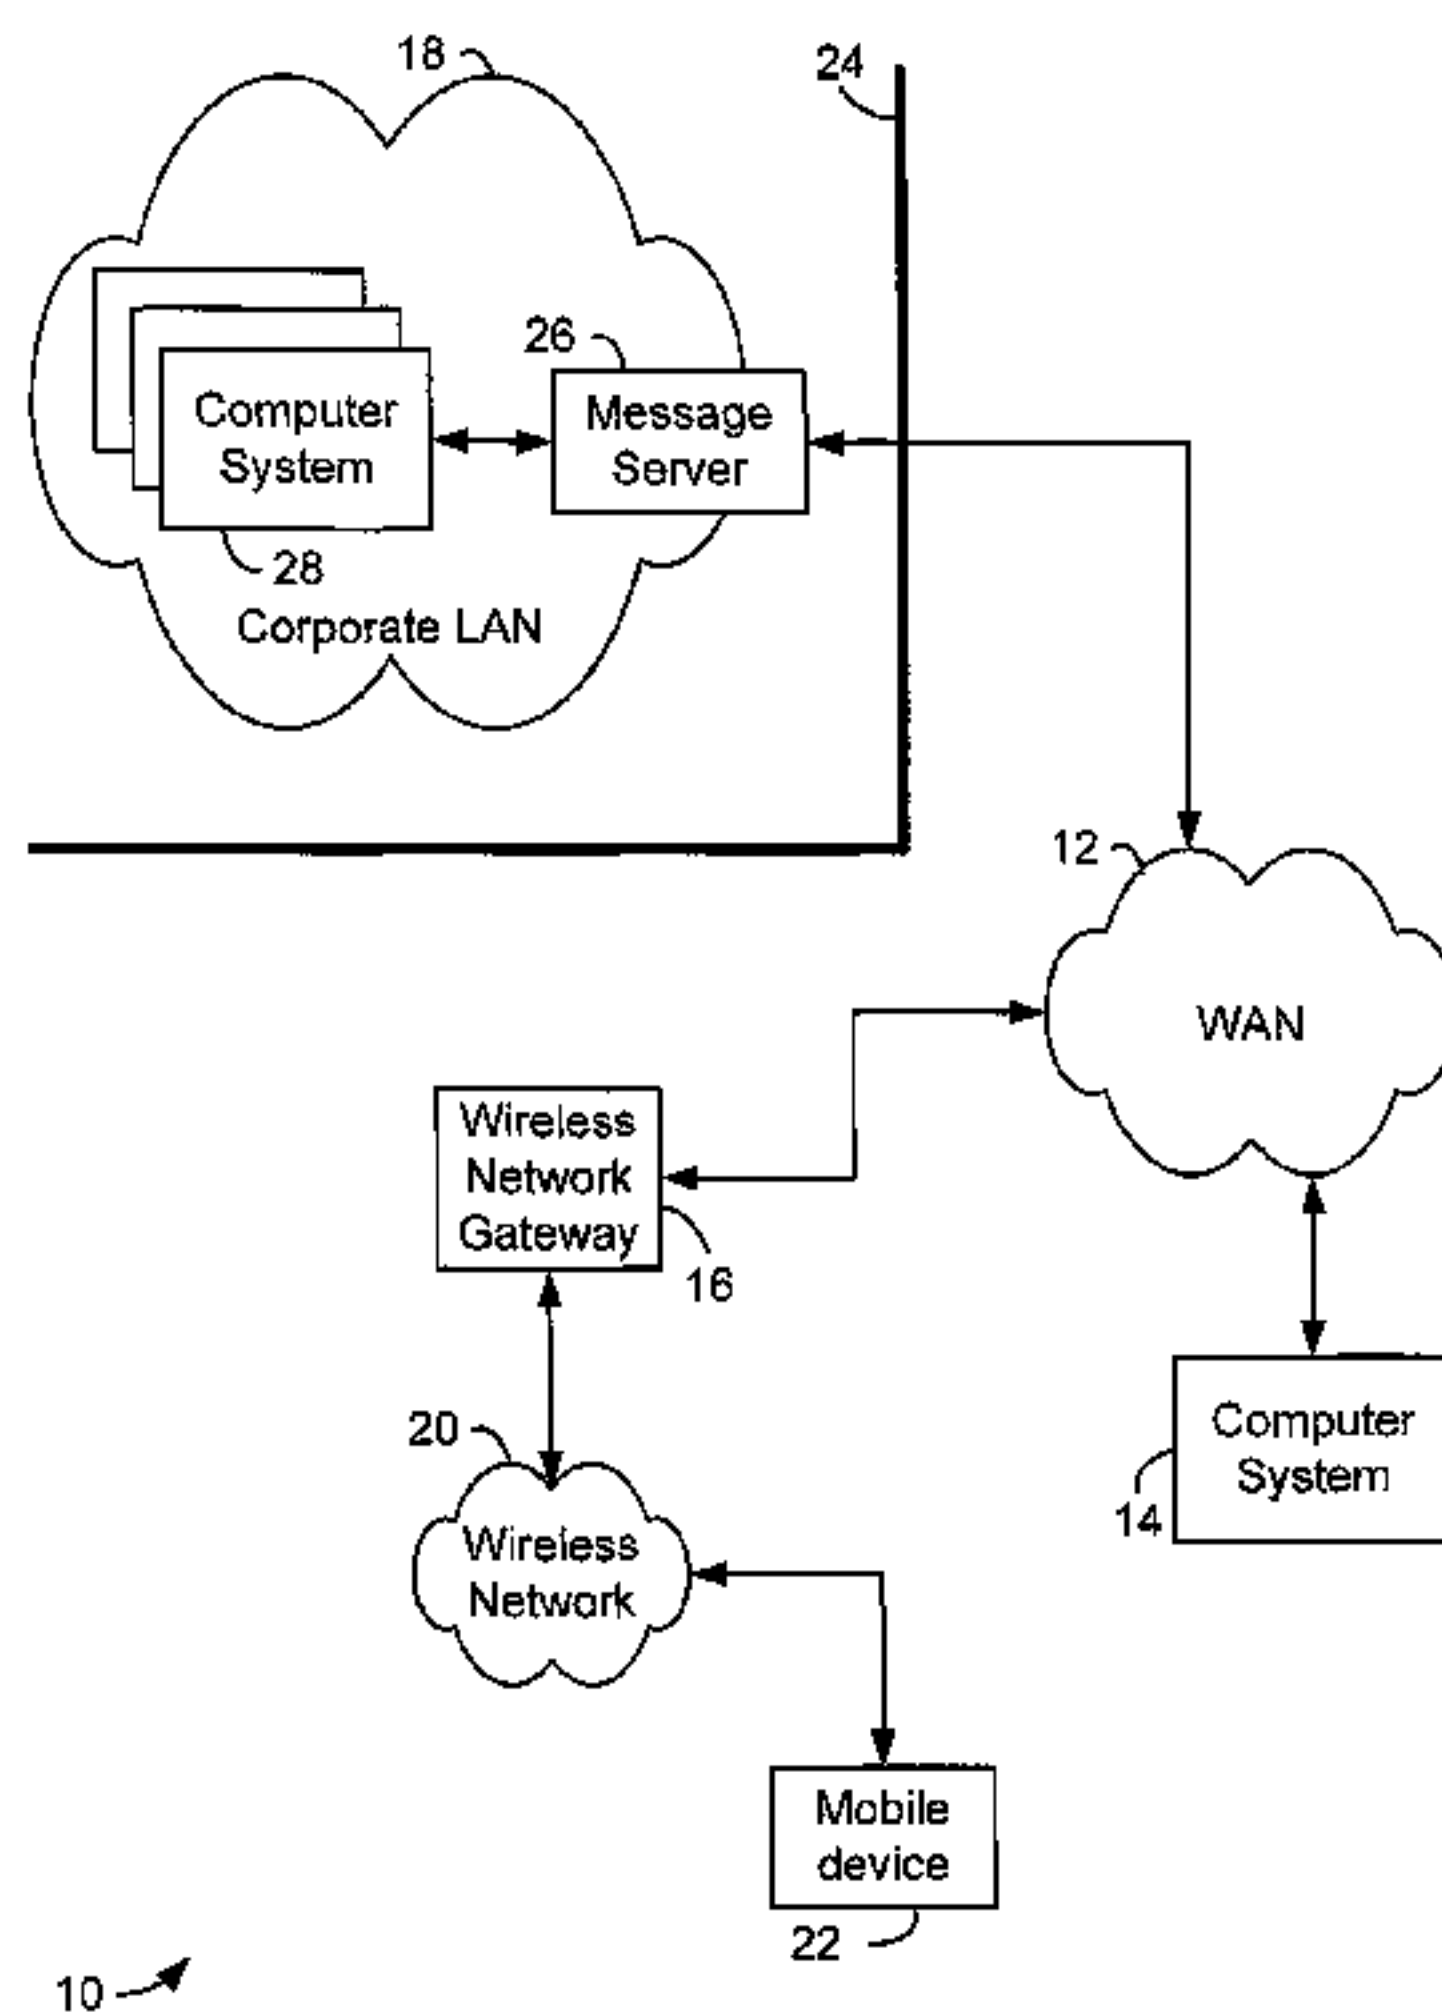 18
24
26
Computer
System
Message
Server
28
Corporate LAN
12
WAN
Wireless
Network
Gateway
16
20
Wireless
Network
Computer
System
14
Mobile
device
22
10